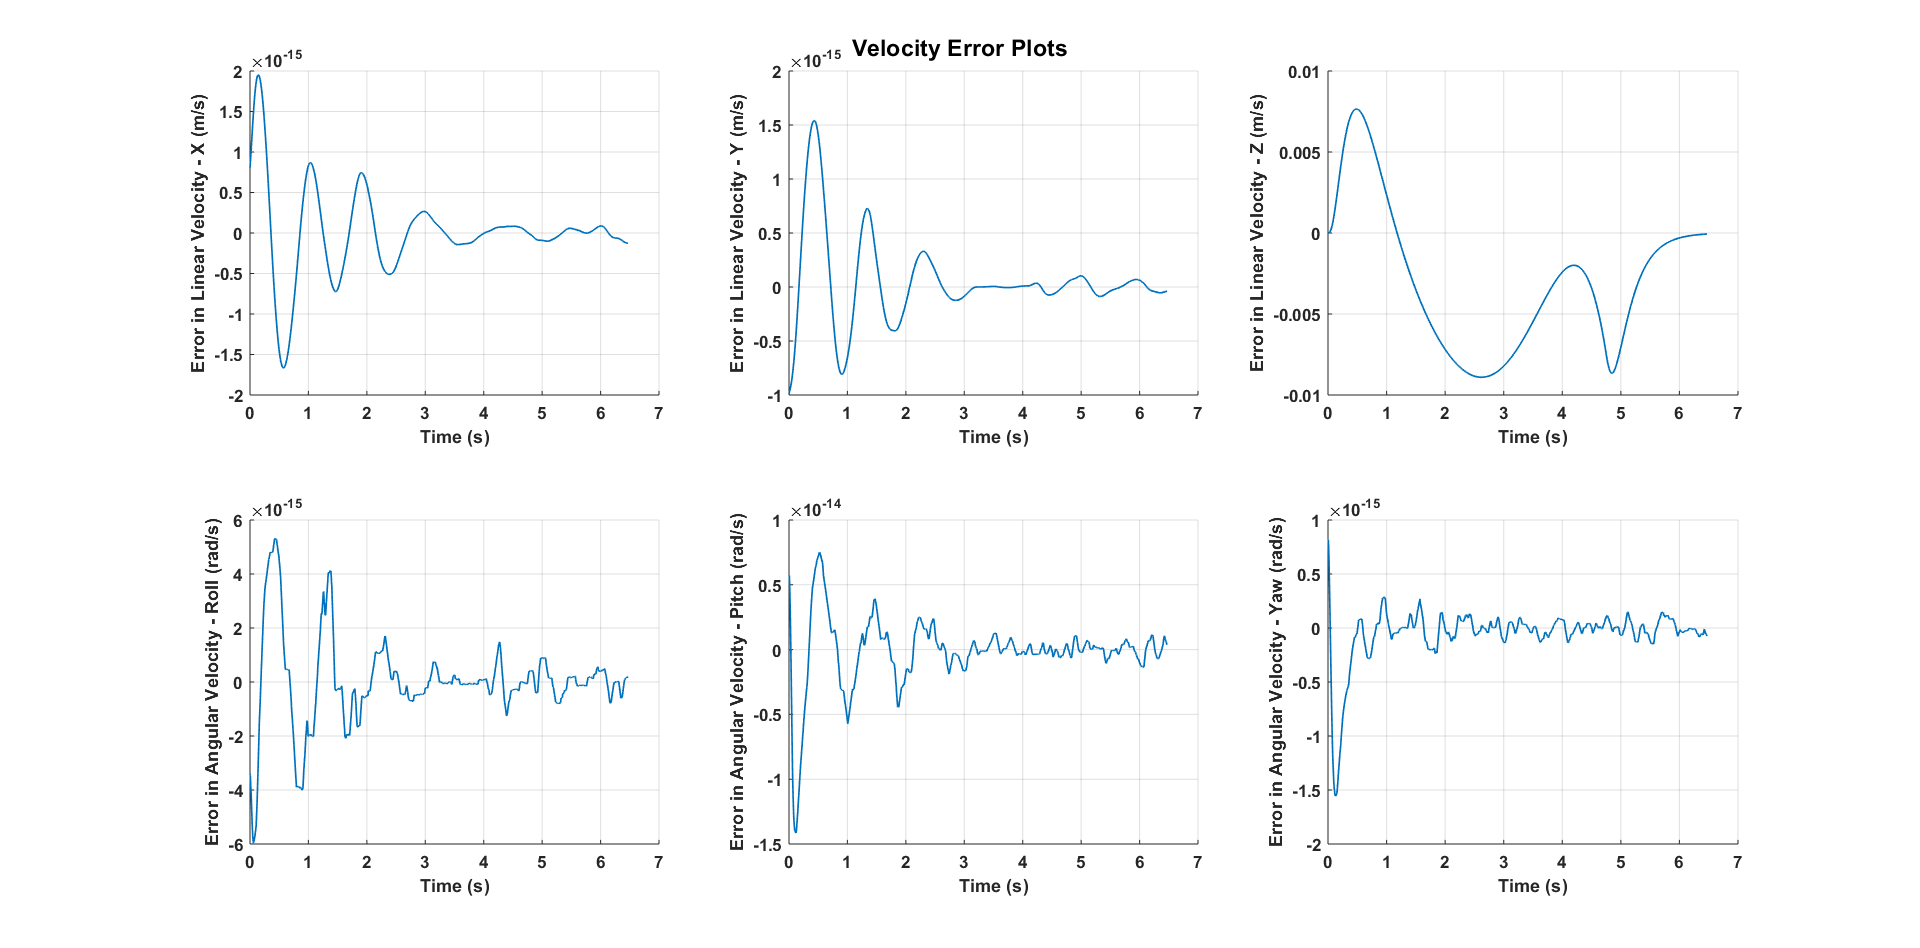 Velocity Error Plots
×10-15
2
1.5
1
0.5
0
-0.5
-1
-1.5
-2
0 1 2 3 4 5 6 7
Time (s)
Error in Linear Velocity - X (m/s)
×10-15
2
1.5
1
0.5
0
-0.5
-1
0 1 2 3 4 5 6 7
Time (s)
Error in Linear Velocity - Y (m/s)
0.01
0.005
0
-0.005
-0.01
0 1 2 3 4 5 6 7
Time (s)
Error in Linear Velocity - Z (m/s)
×10-15
6
4
2
0
-2
-4
-6
0 1 2 3 4 5 6 7
Time (s)
Error in Angular Velocity - Roll (rad/s)
×10-14
1
0.5
0
-0.5
-1
-1.5
0 1 2 3 4 5 6 7
Time (s)
Error in Angular Velocity - Pitch (rad/s)
×10-15
1
0.5
0
-0.5
-1
-1.5
-2
0 1 2 3 4 5 6 7
Time (s)
Error in Angular Velocity - Yaw (rad/s)